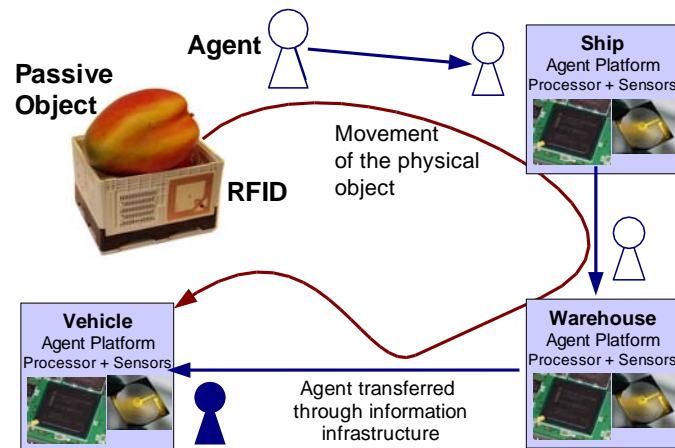 Agent
Passive
Object
RFID
Movement
of the physical
object
Ship
Agent Platform
Processor + Sensors
Vehicle
Agent Platform
Processor + Sensors
Agent transferred
through information
infrastructure
Warehouse
Agent Platform
Processor + Sensors